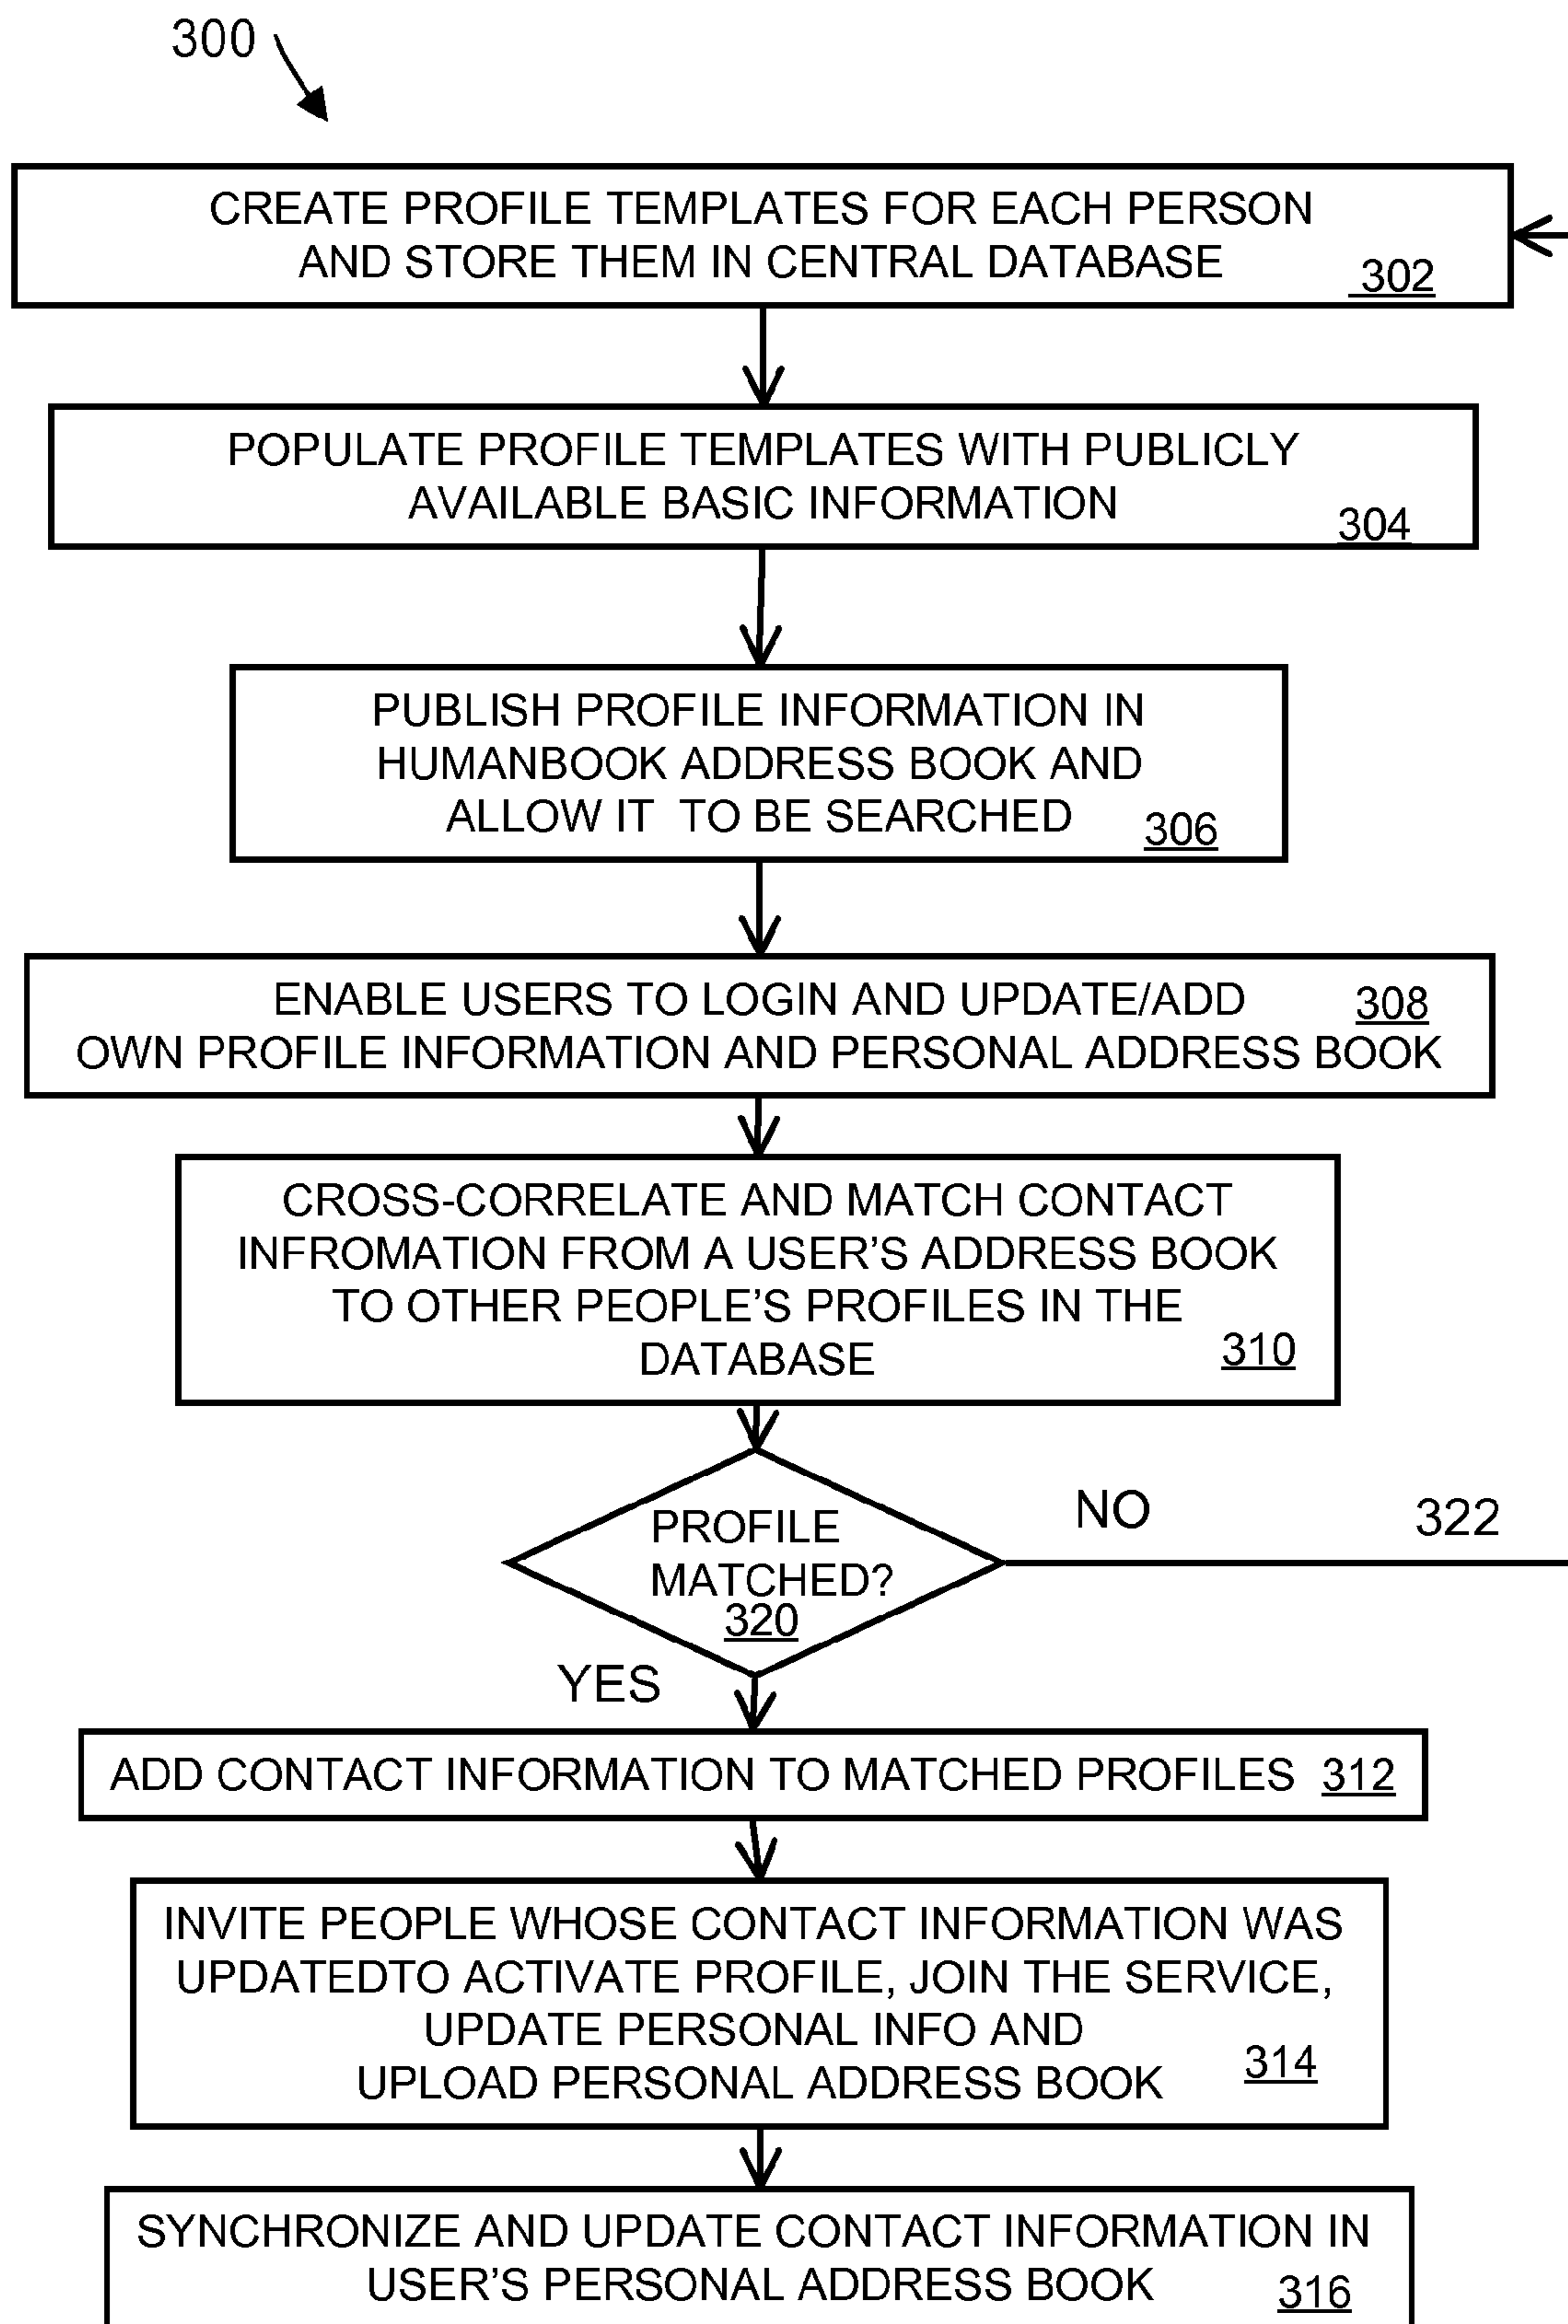 300
CREATE PROFILE TEMPLATES FOR EACH PERSON
AND STORE THEM IN CENTRAL DATABASE
302
POPULATE PROFILE TEMPLATES WITH PUBLICLY
AVAILABLE BASIC INFORMATION
304
PUBLISH PROFILE INFORMATION IN
HUMANBOOK ADDRESS BOOK AND
ALLOW IT TO BE SEARCHED
306
ENABLE USERS TO LOGIN AND UPDATE/ADD 308
OWN PROFILE INFORMATION AND PERSONAL ADDRESS BOOK
CROSS-CORRELATE AND MATCH CONTACT
INFROMATION FROM A USER'S ADDRESS BOOK
TO OTHER PEOPLE'S PROFILES IN THE
DATABASE
310
PROFILE
MATCHED?
320
NO
322
YES
ADD CONTACT INFORMATION TO MATCHED PROFILES 312
INVITE PEOPLE WHOSE CONTACT INFORMATION WAS
UPDATEDTO ACTIVATE PROFILE, JOIN THE SERVICE,
UPDATE PERSONAL INFO AND
UPLOAD PERSONAL ADDRESS BOOK
314
SYNCHRONIZE AND UPDATE CONTACT INFORMATION IN
USER'S PERSONAL ADDRESS BOOK
316